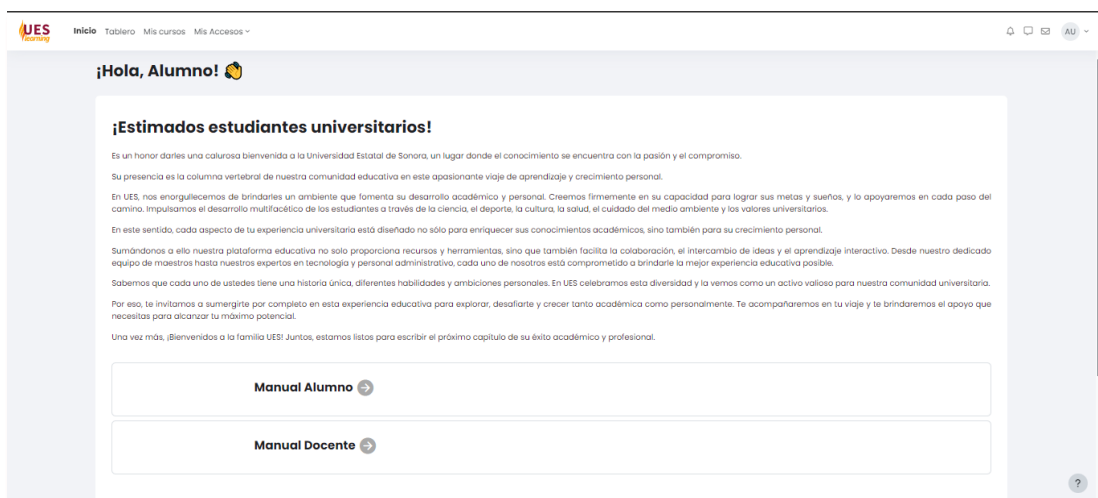 UES
learning
Inicio Tablero Mis cursos Mis Accesos
AU
¡Hola, Alumno!
¡Estimados estudiantes universitarios!
Es un honor darles una calurosa bienvenida a la Universidad Estatal de Sonora, un lugar donde el conocimiento se encuentra con la pasión y el compromiso.
Su presencia es la columna vertebral de nuestra comunidad educativa en este apasionante viaje de aprendizaje y crecimiento personal.
En UES, nos enorgullecemos de brindarles un ambiente que fomenta su desarrollo académico y personal. Creemos firmemente en su capacidad para lograr sus metas y sueños, y lo apoyaremos en cada paso del
camino. Impulsamos el desarrollo multifacético de los estudiantes a través de la ciencia, el deporte, la cultura, la salud, el cuidado del medio ambiente y los valores universitarios.
En este sentido, cada aspecto de tu experiencia universitaria está diseñado no sólo para enriquecer sus conocimientos académicos, sino también para su crecimiento personal.
Sumándonos a ello nuestra plataforma educativa no solo proporciona recursos y herramientas, sino que también facilita la colaboración, el intercambio de ideas y el aprendizaje interactivo. Desde nuestro dedicado
equipo de maestros hasta nuestros expertos en tecnología y personal administrativo, cada uno de nosotros está comprometido a brindarle la mejor experiencia educativa posible.
Sabemos que cada uno de ustedes tiene una historia única, diferentes habilidades y ambiciones personales. En UES celebramos esta diversidad y la vemos como un activo valioso para nuestra comunidad universitaria.
Por eso, te invitamos a sumergirte por completo en esta experiencia educativa para explorar, desafiarte y crecer tanto académica como personalmente. Te acompañaremos en tu viaje y te brindaremos el apoyo que
necesitas para alcanzar tu máximo potencial.
Una vez más, ¡Bienvenidos a la familia UES! Juntos, estamos listos para escribir el próximo capítulo de su éxito académico y profesional.
Manual Alumno
Manual Docente
?